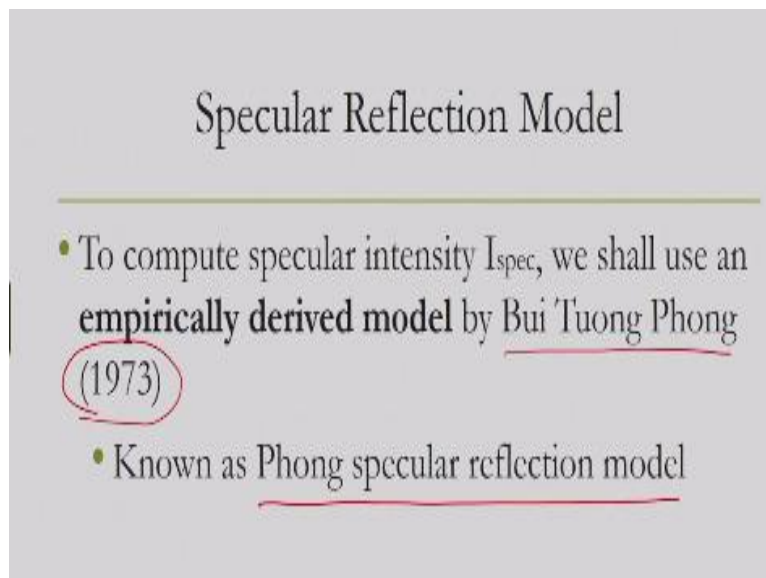 Specular Reflection Model
• To compute specular intensity Ispec, we shall use an
empirically derived model by Bui Tuong Phong
(1973)
• Known as Phong specular reflection model